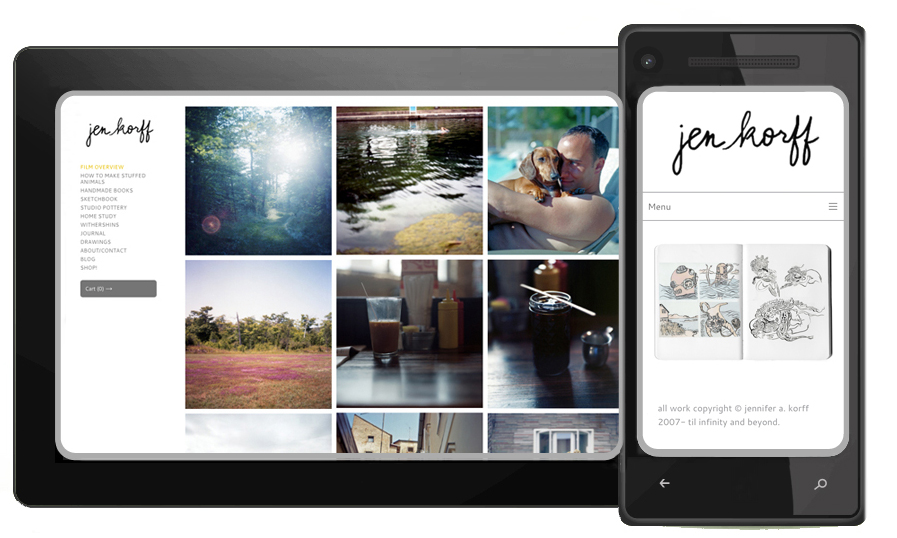 jen korff
FILM OVERVIEW
HOW TO MAKE STUFFED
ANIMALS
HANDMADE BOOKS
SKETCHBOOK
STUDIO POTTERY
HOME STUDY
WITHERSHINS
JOURNAL
DRAWINGS
ABOUT/CONTACT
BLOG
SHOP!
Cart (0) →
jen korff
Menu
all work copyright © jennifer a. korff
2007- til infinity and beyond.